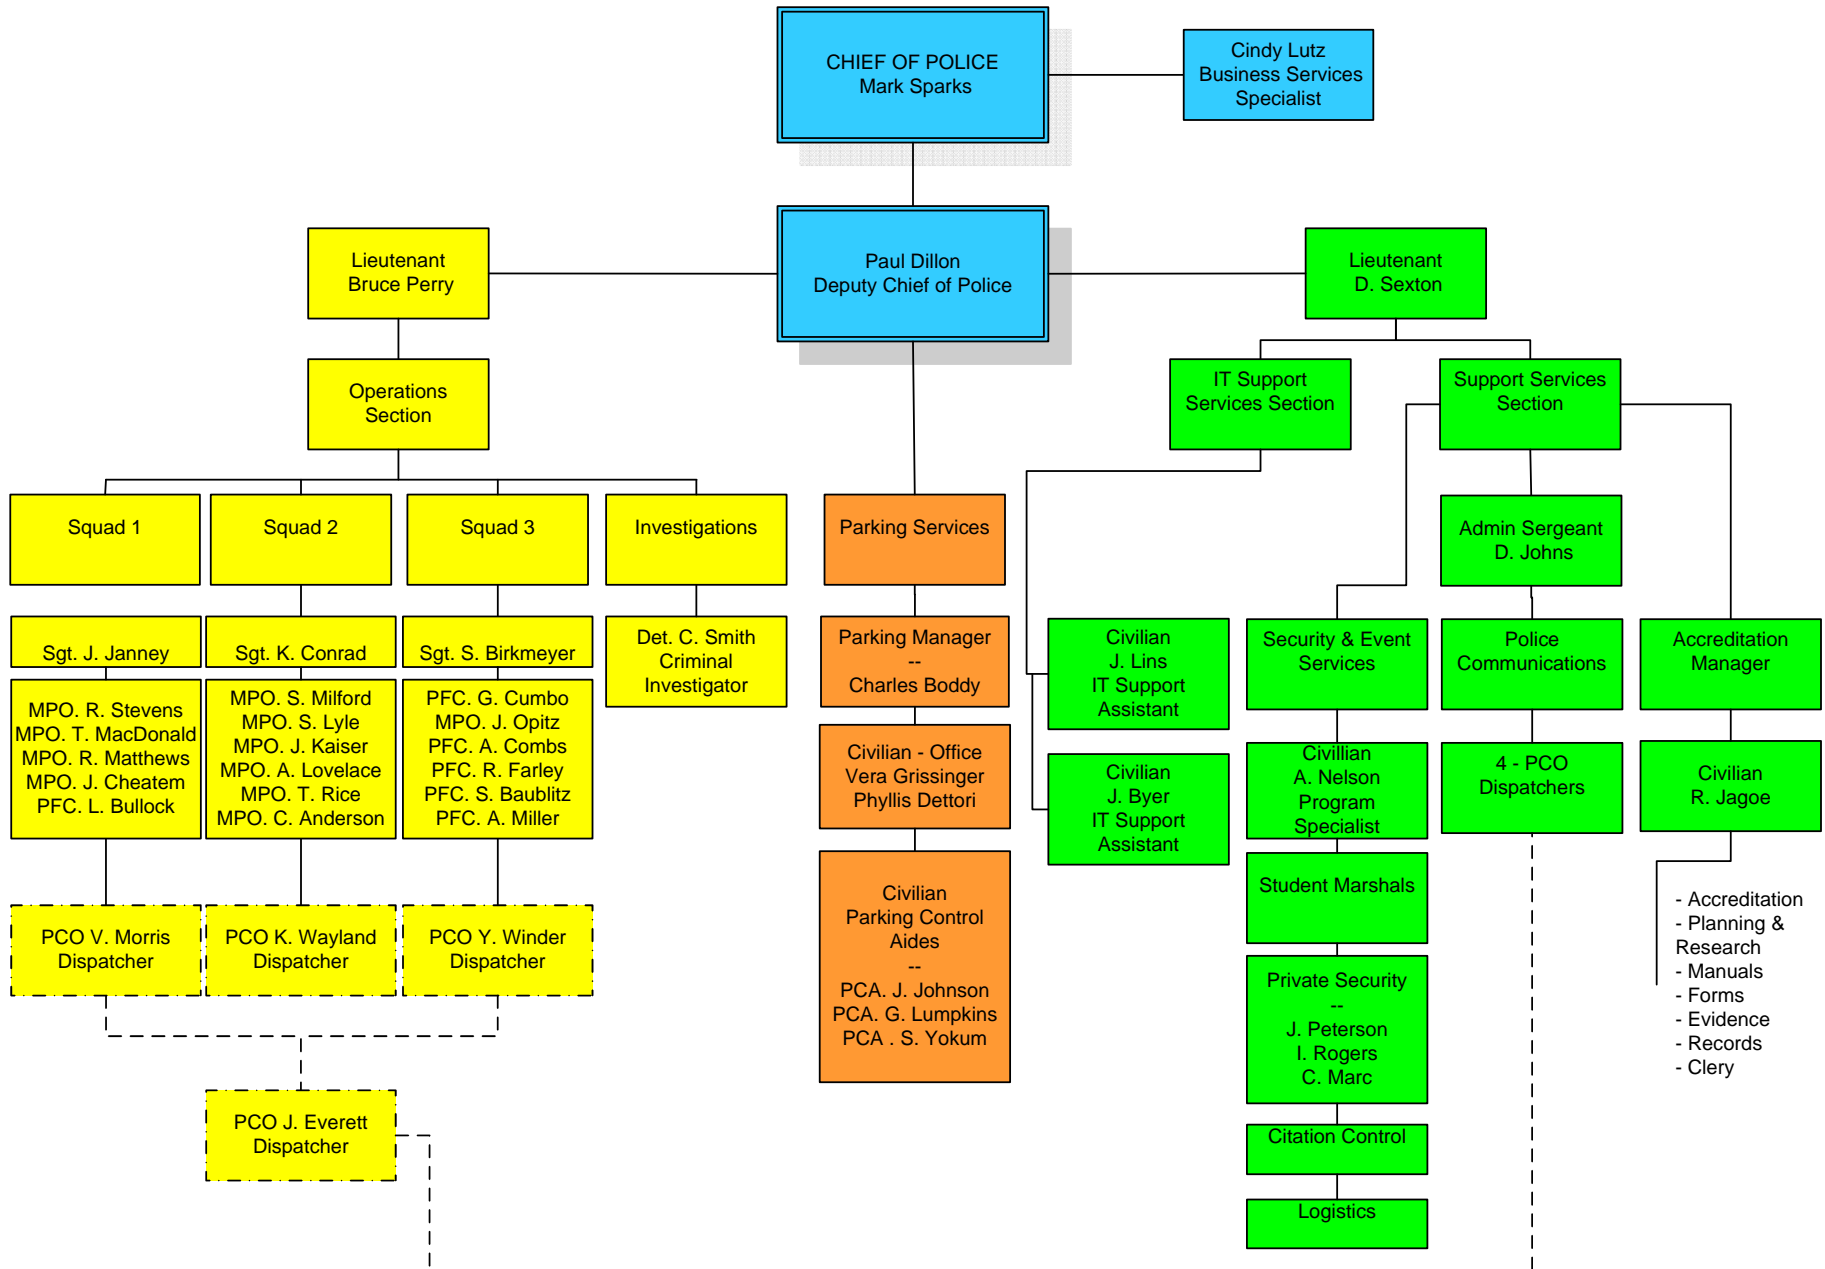 CHIEF OF POLICE
Mark Sparks
Cindy Lutz
Business Services
Specialist
Lieutenant
Bruce Perry
Paul Dillon
Deputy Chief of Police
Lieutenant
D. Sexton
Operations
Section
IT Support
Services Section
Support Services
Section
Squad 1
Squad 2
Squad 3
Investigations
Parking Services
Admin Sergeant
D. Johns
Sgt. J. Janney
Sgt. K. Conrad
Sgt. S. Birkmeyer
Det. C. Smith
Criminal
Investigator
Parking Manager
--
Charles Boddy
Civilian
J. Lins
IT Support
Assistant
Security & Event
Services
Police
Communications
Accreditation
Manager
MPO. R. Stevens
MPO. T. MacDonald
MPO. R. Matthews
MPO. J. Cheatem
PFC. L. Bullock
MPO. S. Milford
MPO. S. Lyle
MPO. J. Kaiser
MPO. A. Lovelace
MPO. T. Rice
MPO. C. Anderson
PFC. G. Cumbo
MPO. J. Opitz
PFC. A. Combs
PFC. R. Farley
PFC. S. Baublitz
PFC. A. Miller
Civilian - Office
Vera Grissinger
Phyllis Dettori
Civilian
J. Byer
IT Support
Assistant
Civillian
A. Nelson
Program
Specialist
4 - PCO
Dispatchers
Civilian
R. Jagoe
Civilian
Parking Control
Aides
--
PCA. J. Johnson
PCA. G. Lumpkins
PCA . S. Yokum
Student Marshals
- Accreditation
- Planning &
Research
- Manuals
- Forms
- Evidence
- Records
- Clery
PCO V. Morris
Dispatcher
PCO K. Wayland
Dispatcher
PCO Y. Winder
Dispatcher
Private Security
--
J. Peterson
I. Rogers
C. Marc
PCO J. Everett
Dispatcher
Citation Control
Logistics